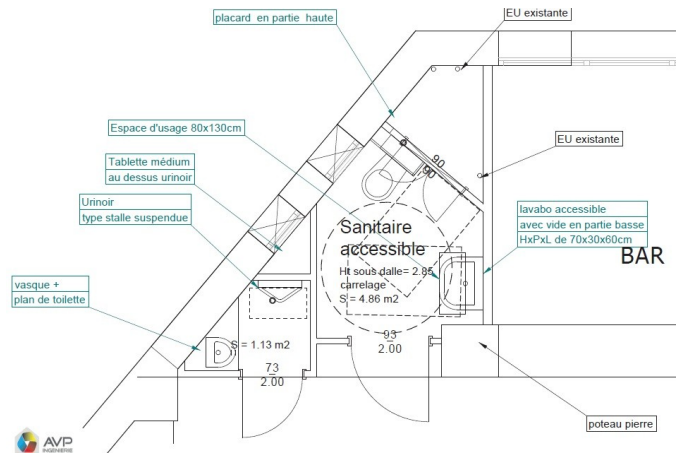 placard en partie haute
EU existante
Espace d'usage 80x130cm
EU existante
Tablette médium
au dessus urinoir
Urinoir
type stalle suspendue
90
90
lavabo accessible
avec vide en partie basse
HxPxL de 70x30x60cm
Sanitaire
accessible
Ht sous dalle= 2.85
carrelage
S = 4.86 m2
BAR
vasque +
plan de toilette
S = 1.13 m2
73
2.00
93
2.00
poteau pierre
AVP
INGENIERIE